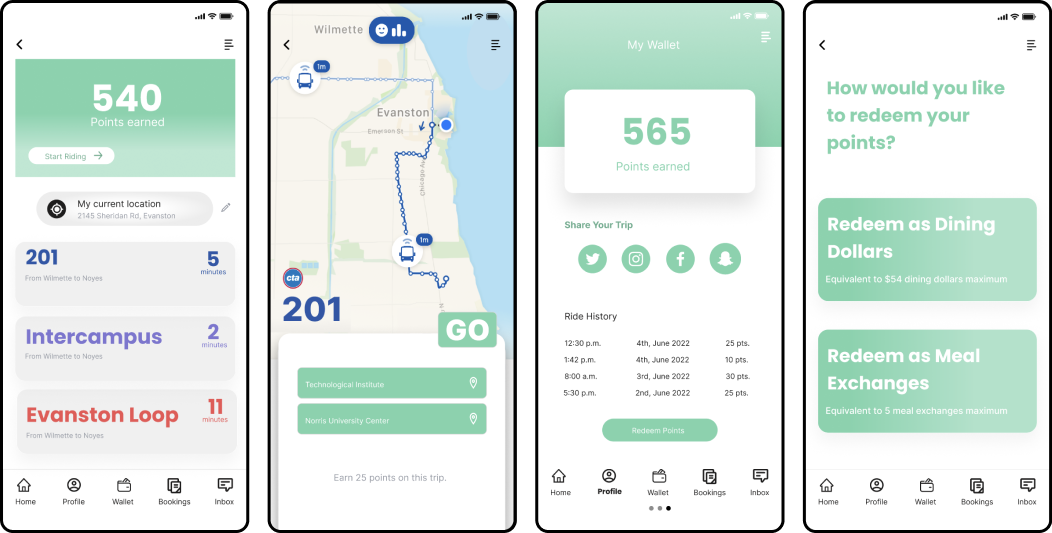 540
Points earned
Start Riding
My current location
2145 Sheridan Rd, Evanston
201
5
From Wilmette to Noyes
minutes
Intercampus
2
From Wilmette to Noyes
minutes
Evanston Loop
11
From Wilmette to Noyes
minutes
Home Profile Wallet Bookings Inbox
Wilmette
1m
Evanston
Emerson St
Chicago Av
1m
cta
201
GO
Technological Institute
Norris University Center
Earn 25 points on this trip.
My Wallet
565
Points earned
Share Your Trip
Ride History
12:30 p.m. 4th, June 2022 25 pts.
1:42 p.m. 4th, June 2022 10 pts.
8:00 a.m. 3rd, June 2022 30 pts.
5:30 p.m. 2nd, June 2022 25 pts.
Redeem Points
Home Profile Wallet Bookings Inbox
How would you like
to redeem your
points?
Redeem as Dining
Dollars
Equivalent to $54 dining dollars maximum
Redeem as Meal
Exchanges
Equivalent to 5 meal exchanges maximum
Home Profile Wallet Bookings Inbox